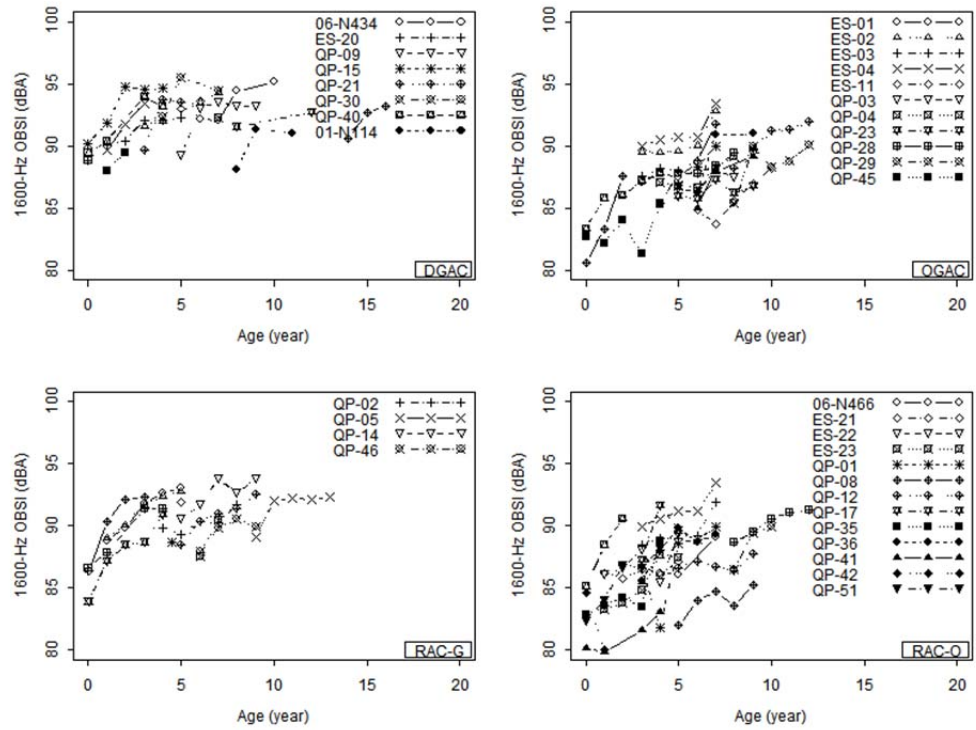 100
95
90
85
80
1600-Hz OBSI (dBA)
06-N434
ES-20
QP-09
QP-15
QP-21
QP-30
QP-40
01-N114
DGAC
0 5 10 15 20
Age (year)
100
95
90
85
80
1600-Hz OBSI (dBA)
ES-01
ES-02
ES-03
ES-04
ES-11
QP-03
QP-04
QP-23
QP-28
QP-29
QP-45
OGAC
0 5 10 15 20
Age (year)
100
95
90
85
80
1600-Hz OBSI (dBA)
QP-02
QP-05
QP-14
QP-46
RAC-G
0 5 10 15 20
Age (year)
100
95
90
85
80
1600-Hz OBSI (dBA)
06-N466
ES-21
ES-22
ES-23
QP-01
QP-08
QP-12
QP-17
QP-35
QP-36
QP-41
QP-42
QP-51
RAC-O
0 5 10 15 20
Age (year)